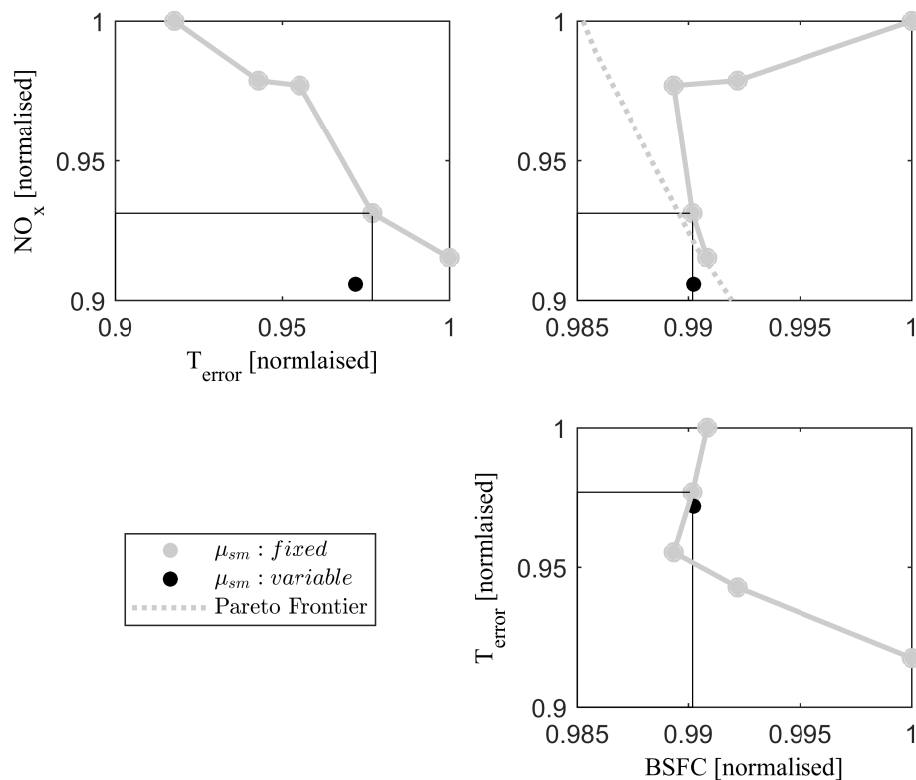 1
0.95
0.9
NOx [normalised]
0.9
0.95
1
Terror [normlaised]
1
0.95
0.9
0.985
0.99
0.995
1
μsm : fixed
μsm : variable
Pareto Frontier
1
0.95
0.9
Terror [normlaised]
0.985
0.99
0.995
1
BSFC [normalised]